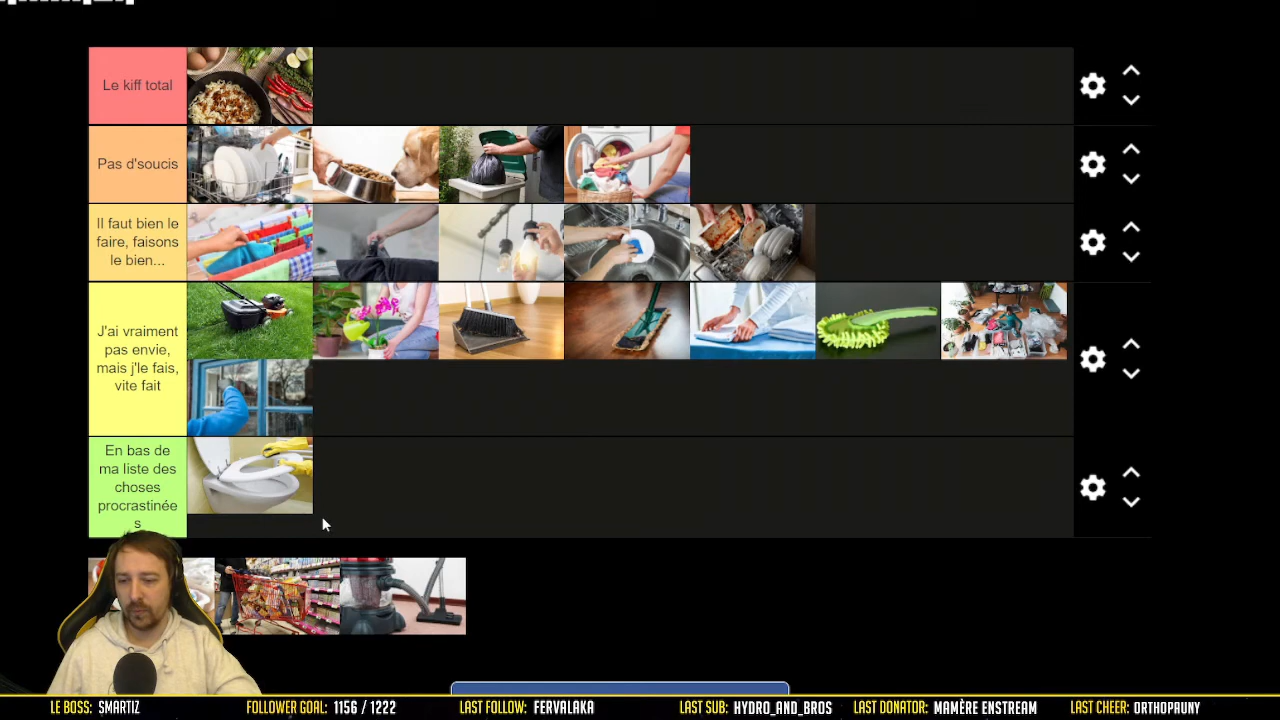 Le kiff total
Pas d'soucis
Il faut bien le
faire, faisons
le bien...
J'ai vraiment
pas envie,
mais j'le fais,
vite fait
En bas de
ma liste des
choses
procrastinée
s
LE BOSS: SMARTIZ FOLLOWER GOAL: 1156 / 1222 LAST FOLLOW: FERVALAKA LAST SUB: HYDRO_AND_BROS LAST DONATOR: MAMÈRE ENSTREAM LAST CHEER: ORTHOPAUNY